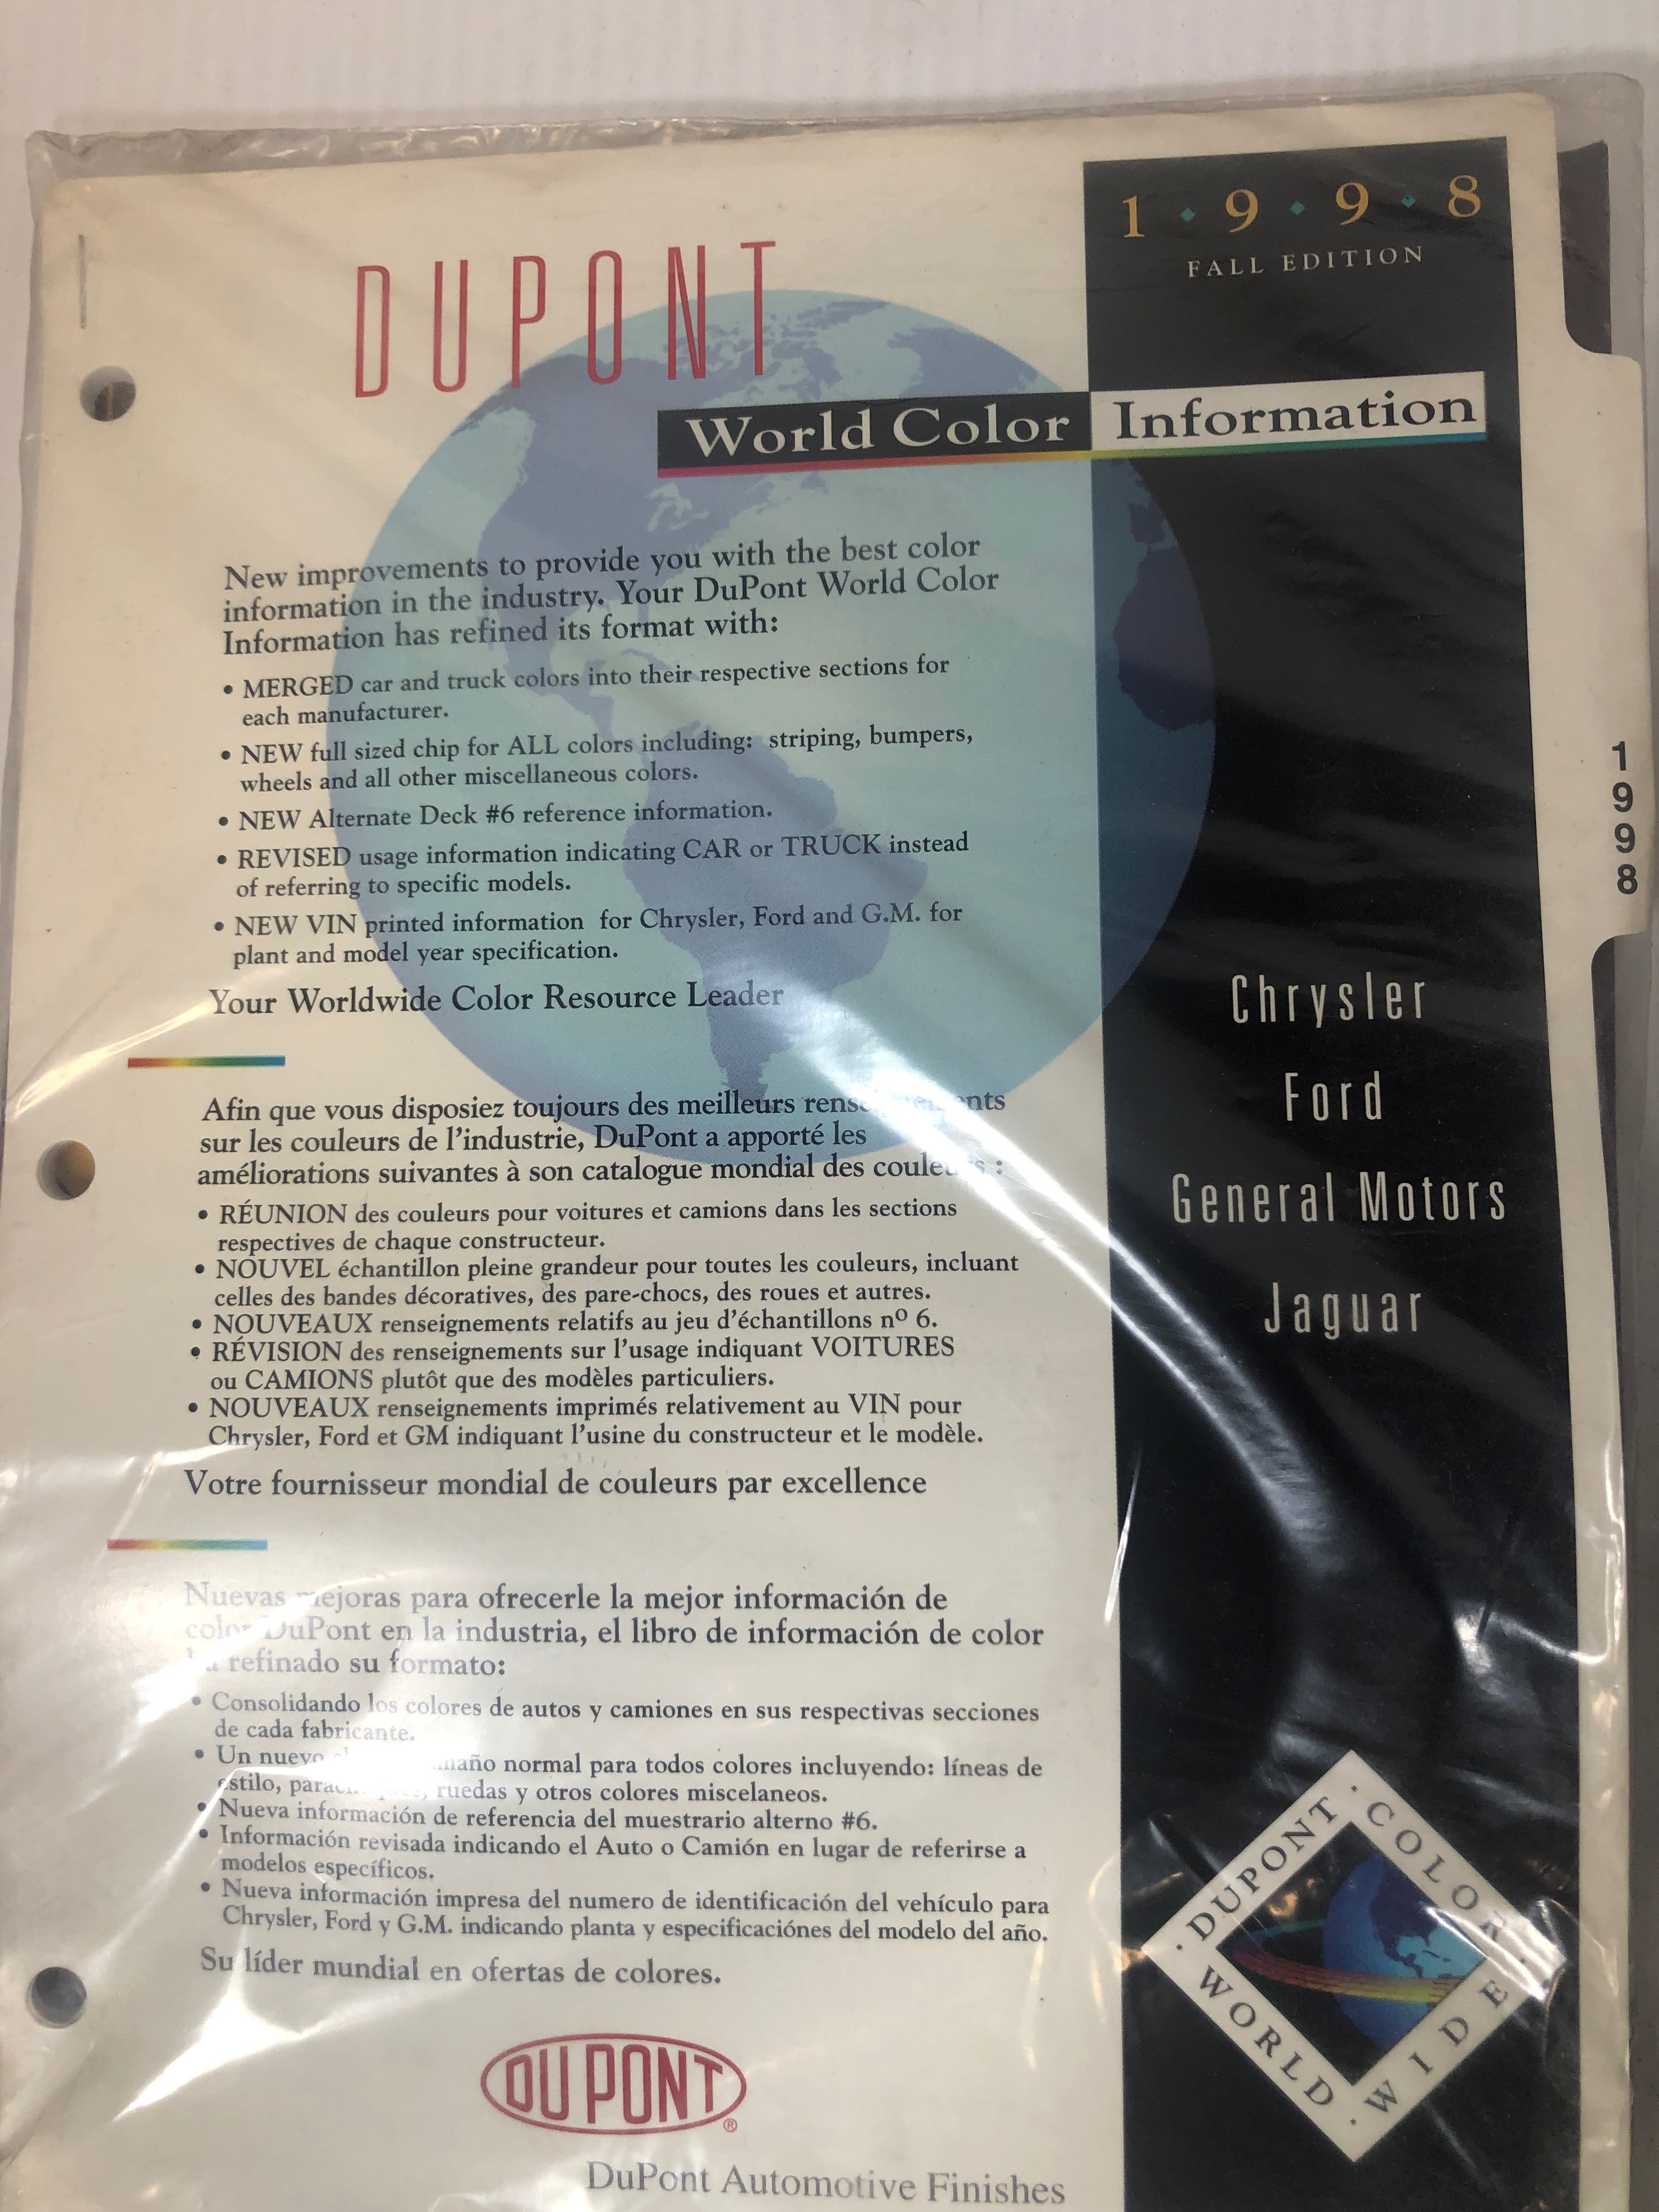 1 • 9 • 9 • 8
FALL EDITION
DUPONT
World Color Information
New improvements to provide you with the best color
information in the industry. Your DuPont World Color
Information has refined its format with:
• MERGED car and truck colors into their respective sections for
each manufacturer.
• NEW full sized chip for ALL colors including: striping, bumpers,
wheels and all other miscellaneous colors.
• NEW Alternate Deck #6 reference information.
• REVISED usage information indicating CAR or TRUCK instead
of referring to specific models.
• NEW VIN printed information for Chrysler, Ford and G.M. for
plant and model year specification.
Your Worldwide Color Resource Leader
Afin que vous disposiez toujours des meilleurs
sur les couleurs de l'industrie, DuPont a apporté les
améliorations suivantes à son catalogue mondial des :
• RÉUNION des couleurs pour voitures et camions dans les sections
respectives de chaque constructeur.
• NOUVEL échantillon pleine grandeur pour toutes les couleurs, incluant
celles des bandes décoratives, des pare-chocs, des roues et autres.
• NOUVEAUX renseignements relatifs au jeu d'échantillons nº 6.
• RÉVISION des renseignements sur l'usage indiquant VOITURES
ou CAMIONS plutôt que des modèles particuliers.
• NOUVEAUX renseignements imprimés relativement au VIN pour
Chrysler, Ford et GM indiquant l'usine du constructeur et le modèle.
Votre fournisseur mondial de couleurs par excellence
Nuevas mejoras para ofrecerle la mejor información de
color DuPont en la industria, el libro de información de color
refinado su formato:
• Consolidando los colores de autos y camiones en sus respectivas secciones
de cada fabricante.
• Un nuevo normal para todos colores incluyendo: líneas de
estilo, ruedas y otros colores miscelaneos.
• Nueva información de referencia del muestrario alterno #6.
• Información revisada indicando el Auto o Camión en lugar de referirse a
modelos específicos.
• Nueva información impresa del numero de identificación del vehículo para
Chrysler, Ford y G.M. indicando planta y especificaciónes del modelo del año.
Su líder mundial en ofertas de colores.
DU PONT ®
DuPont Automotive Finishes
Chrysler
Ford
General Motors
Jaguar
• DUPONT • COLOR • WORLD • WIDE
1998